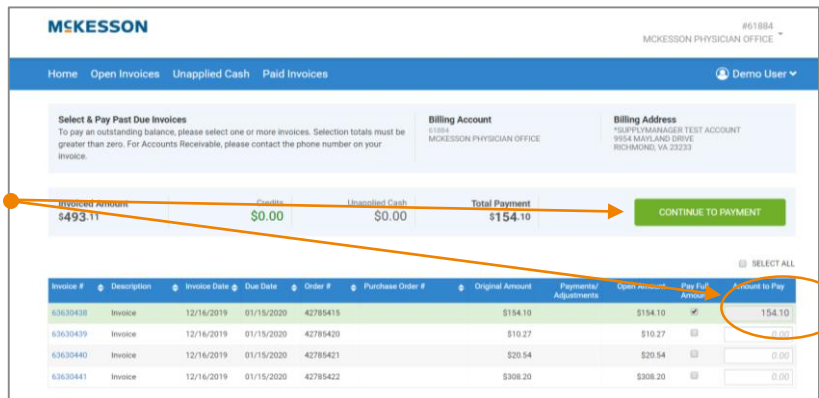 MCKESSON
#61884
MCKESSON PHYSICIAN OFFICE
Home Open Invoices Unapplied Cash Paid Invoices Demo User
Select & Pay Past Due Invoices
To pay an outstanding balance, please select one or more invoices. Selection totals must be
greater than zero. For Accounts Receivable, please contact the phone number on your
invoice.
Billing Account
61884
MCKESSON PHYSICIAN OFFICE
Billing Address
*SUPPLYMANAGER TEST ACCOUNT
9954 MAYLAND DRIVE
RICHMOND, VA 23233
Invoiced Amount Credits Unapplied Cash Total Payment
$493.11 $0.00 $0.00 $154.10
CONTINUE TO PAYMENT
SELECT ALL
Invoice # Description Invoice Date Due Date Order # Purchase Order # Original Amount Payments/ Adjustments Open Amount Pay Full Amount Amount to Pay
63630438 Invoice 12/16/2019 01/15/2020 42785415 $154.10 $154.10 154.10
63630439 Invoice 12/16/2019 01/15/2020 42785420 $10.27 $10.27 0.00
63630440 Invoice 12/16/2019 01/15/2020 42785421 $20.54 $20.54 0.00
63630441 Invoice 12/16/2019 01/15/2020 42785422 $308.20 $308.20 0.00